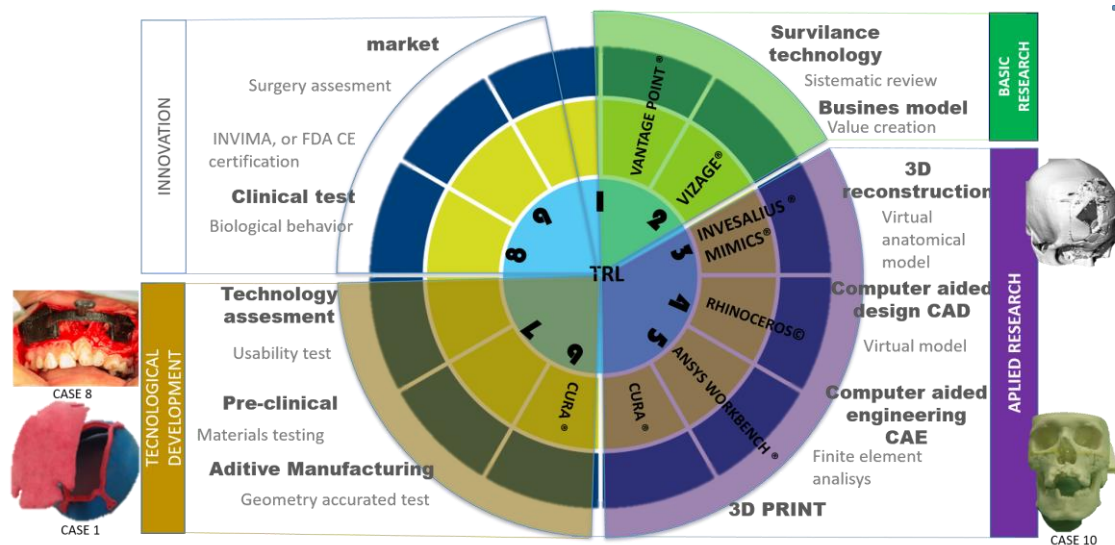 market
Surgery assesment
INVIMA, or FDA CE
certification
Clinical test
Biological behavior
INNOVATION
Survilance
technology
Sistematic review
Busines model
Value creation
BASIC
RESEARCH
3D
reconstruction
Virtual
anatomical
model
Computer aided
design CAD
Virtual model
Computer aided
engineering
CAE
Finite element
analisys
3D PRINT
APLIED RESEARCH
CASE 10
Technology
assesment
Usability test
Pre-clinical
Materials testing
Aditive Manufacturing
Geometry accurated test
TECNOLOGICAL
DEVELOPMENT
CASE 8
CASE 1
TRL
1
2
3
4
5
6
7
8
9
VANTAGE POINT ®
VIZAGE®
INVESALIUS ®
MIMICS®
RHINOCEROS©
ANSYS WORKBENCH ®
CURA ®
CURA ®